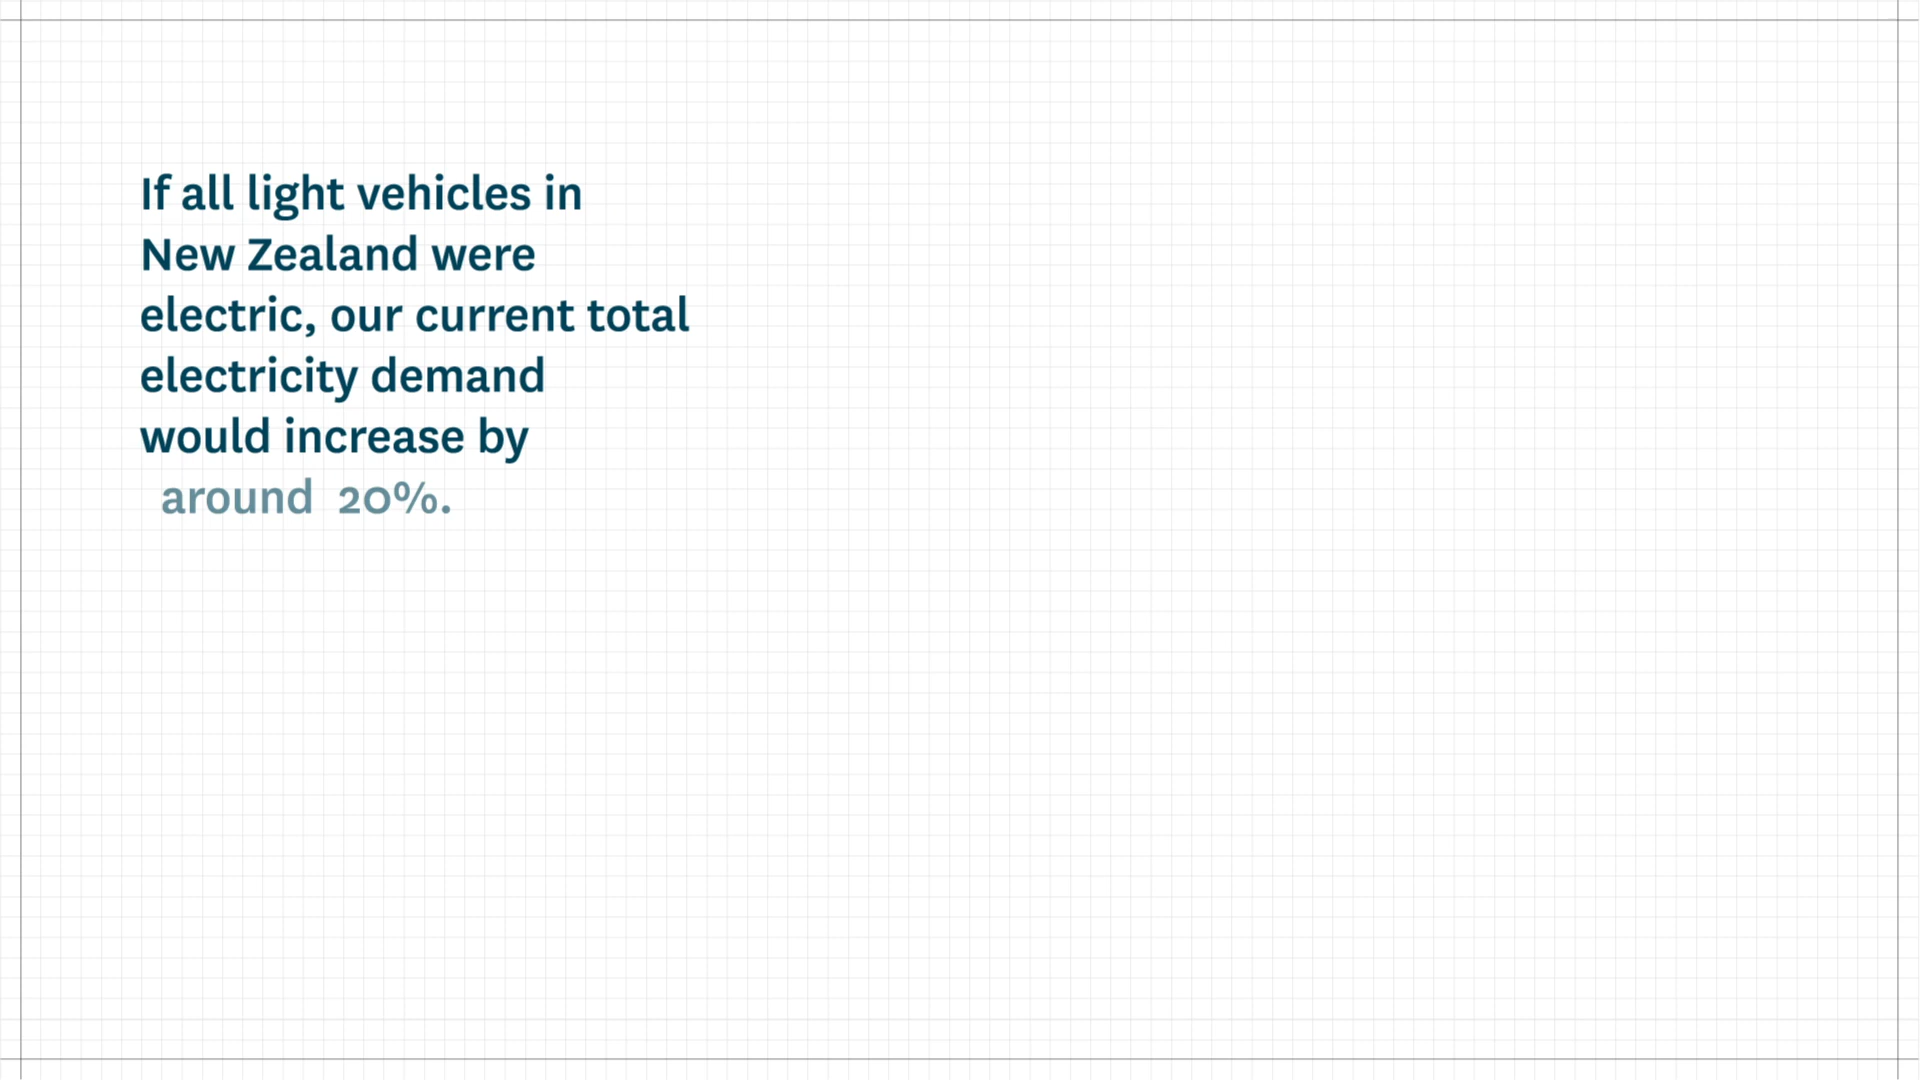 If all light vehicles in
New Zealand were
electric, our current total
electricity demand
would increase by
around 20%.